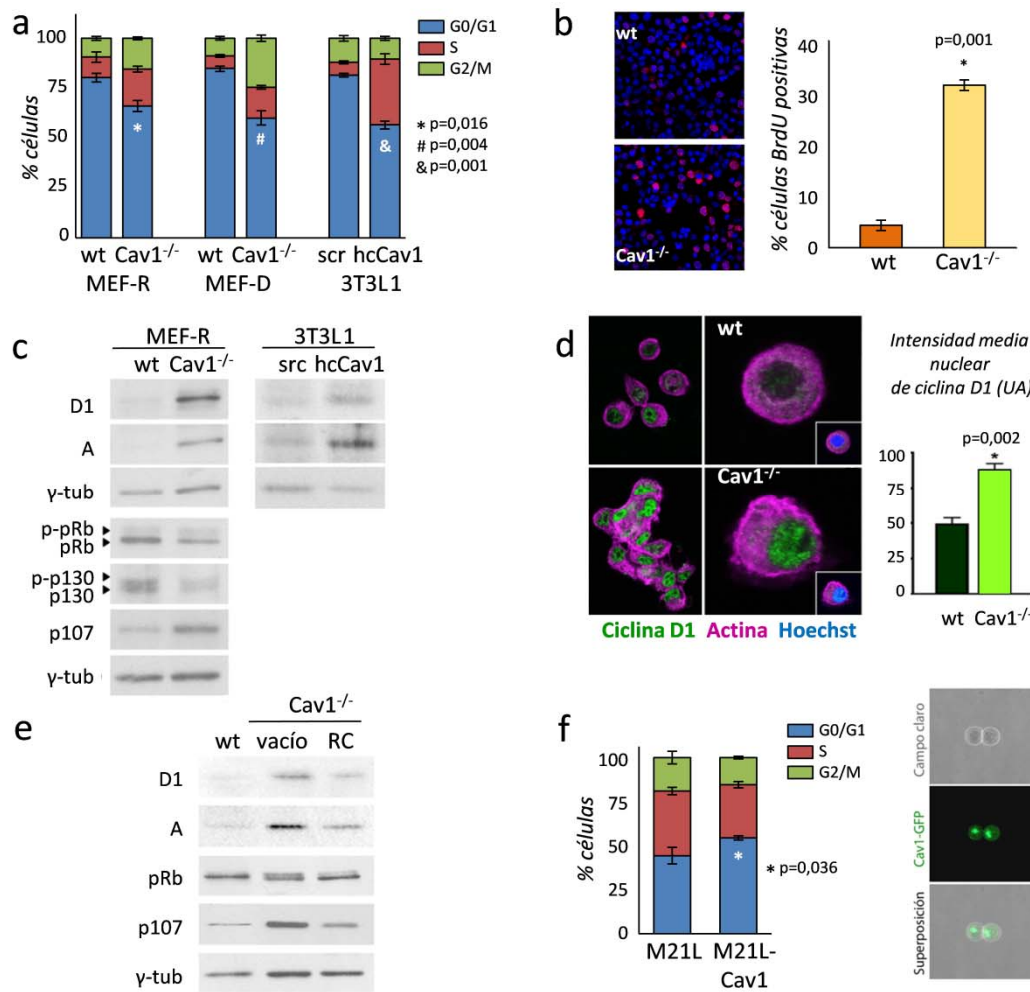 a
% células
100
75
50
25
0
G0/G1
S
G2/M
* p=0,016
# p=0,004
& p=0,001
*
#
&
wt Cav1-/-
MEF-R
wt Cav1-/-
MEF-D
scr hcCav1
3T3L1
b
wt
Cav1-/-
% células BrdU positivas
40
30
20
10
0
p=0,001
*
wt
Cav1-/-
c
MEF-R
wt Cav1-/-
3T3L1
src hcCav1
D1
A
γ-tub
p-pRb
pRb
p-p130
p130
p107
γ-tub
d
wt
Cav1-/-
Ciclina D1 Actina Hoechst
Intensidad media
nuclear
de ciclina D1 (UA)
p=0,002
*
100
75
50
25
0
wt Cav1-/-
e
Cav1-/-
wt vacío RC
D1
A
pRb
p107
γ-tub
f
% células
100
75
50
25
0
G0/G1
S
G2/M
*
* p=0,036
M21L M21L-
Cav1
Campo claro
Cav1-GFP
Superposición